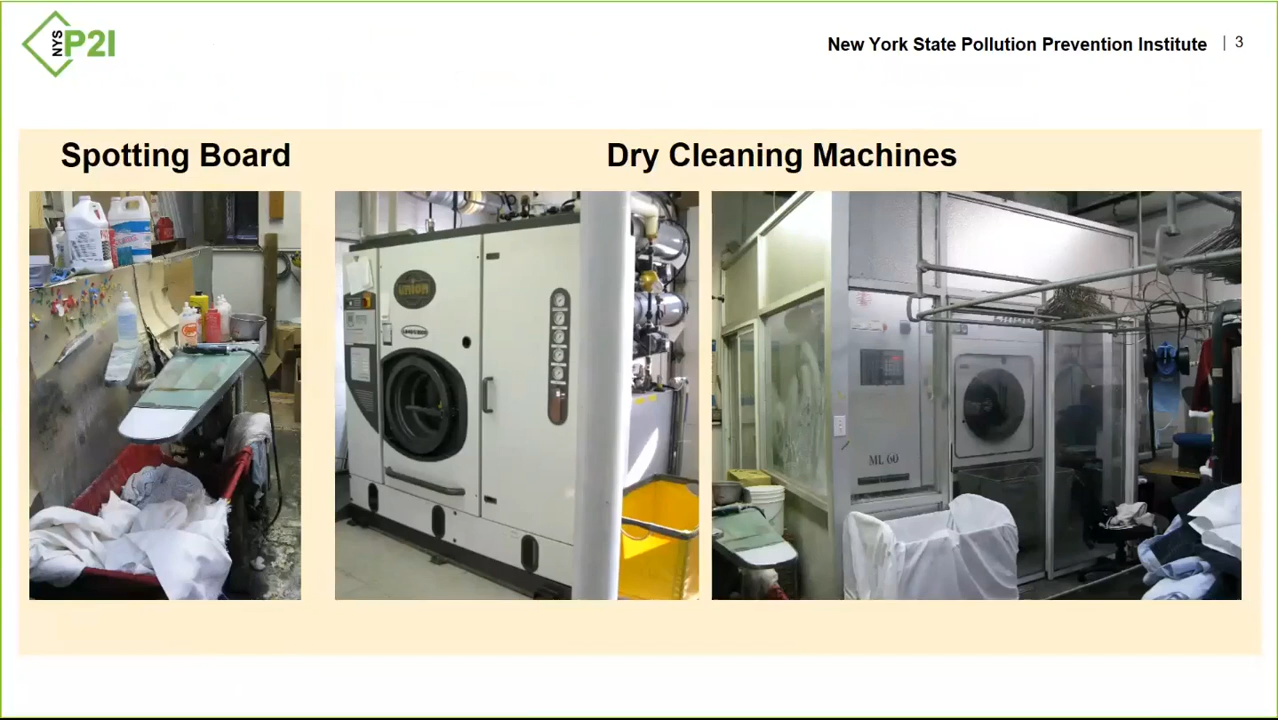 NYS P2I
New York State Pollution Prevention Institute | 3
Spotting Board
Dry Cleaning Machines
UNION
ML 60